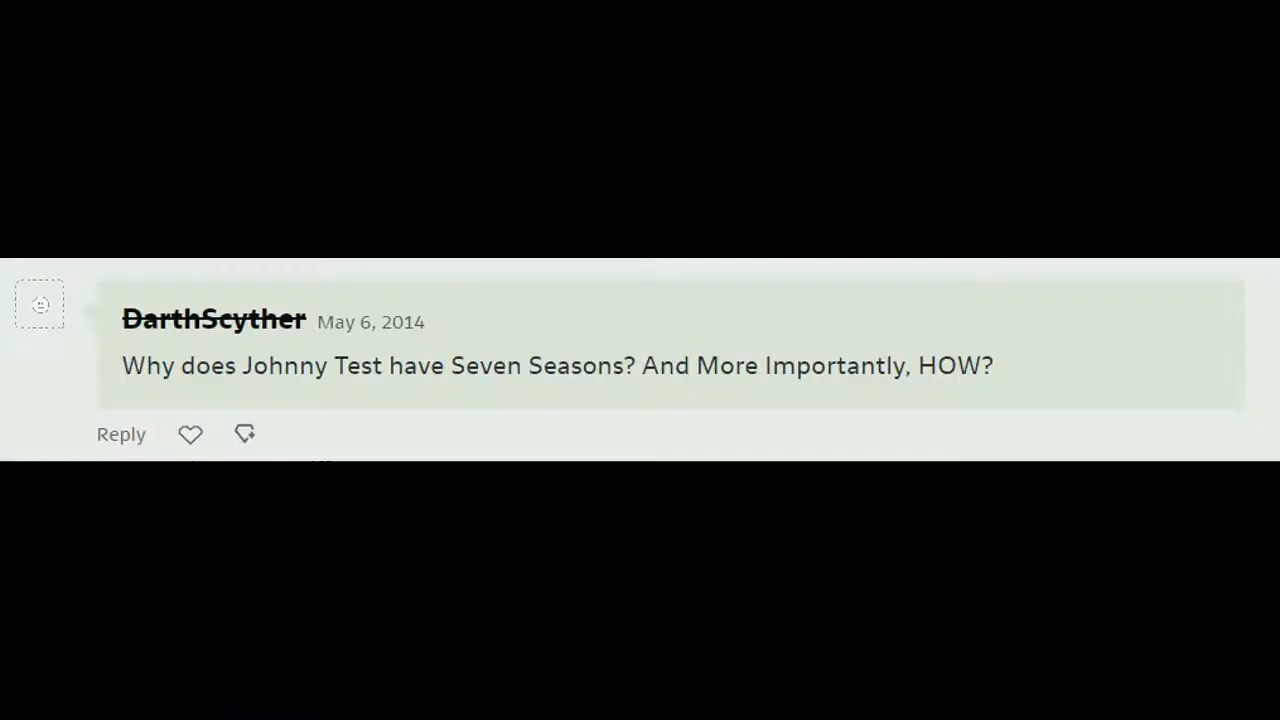 DarthScyther May 6, 2014
Why does Johnny Test have Seven Seasons? And More Importantly, HOW?
Reply